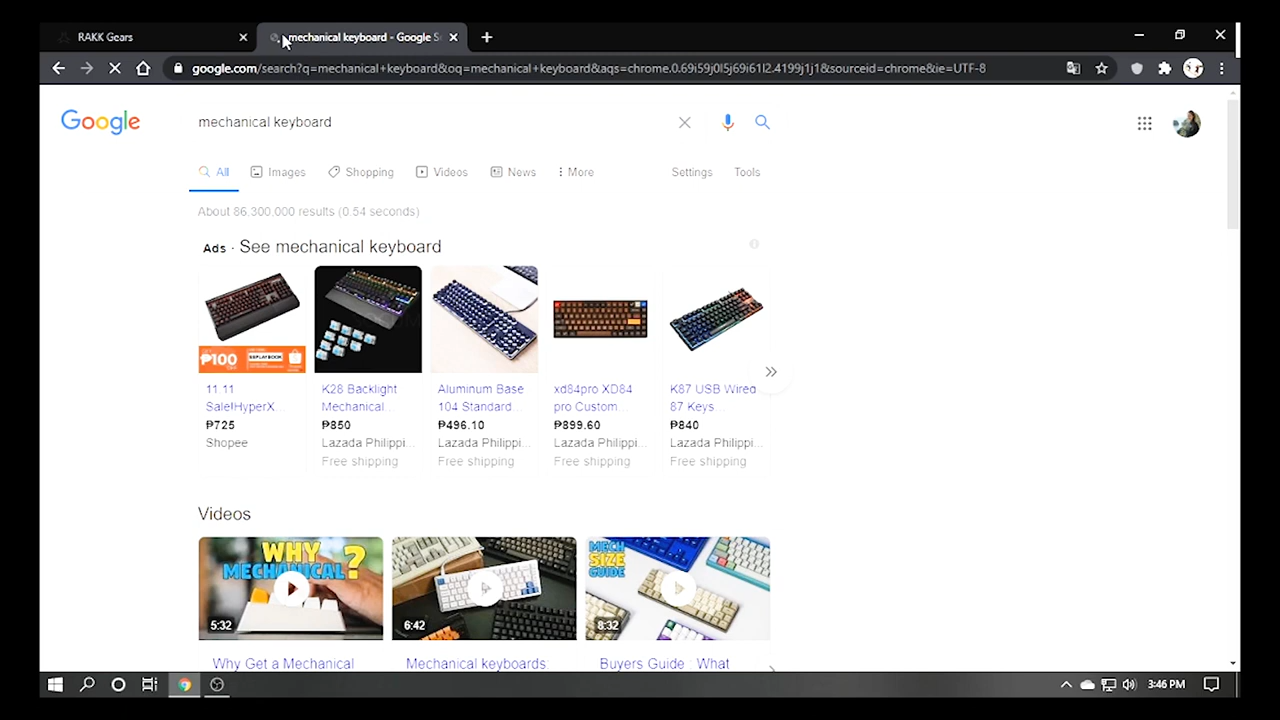 RAKK Gears
mechanical keyboard - Google S
google.com/search?q=mechanical+keyboard&oq=mechanical+keyboard&aqs=chrome.0.69i59j0l5j69i61l2.4199j1j1&sourceid=chrome&ie=UTF-8
Google
mechanical keyboard
All
Images
Shopping
Videos
News
More
Settings
Tools
About 86,300,000 results (0.54 seconds)
Ads · See mechanical keyboard
₱100
11.11
Sale!HyperX...
₱725
Shopee
K28 Backlight
Mechanical...
₱850
Lazada Philippi...
Free shipping
Aluminum Base
104 Standard...
₱496.10
Lazada Philippi...
Free shipping
xd84pro XD84
pro Custom...
₱899.60
Lazada Philippi...
Free shipping
K87 USB Wired
87 Keys...
₱840
Lazada Philippi...
Free shipping
Videos
WHY
MECHANICAL?
5:32
Why Get a Mechanical
6:42
Mechanical keyboards:
MECH
SIZE
GUIDE
8:32
Buyers Guide : What
3:46 PM